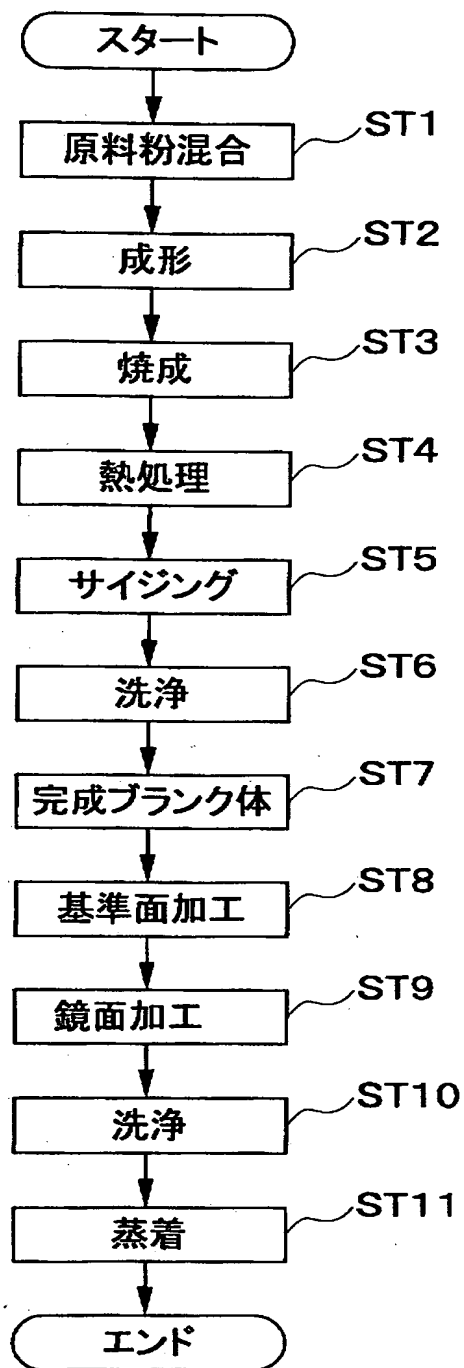 スタート
原料粉混合 ST1
成形 ST2
焼成 ST3
熱処理 ST4
サイジング ST5
洗浄 ST6
完成ブランク体 ST7
基準面加工 ST8
鏡面加工 ST9
洗浄 ST10
蒸着 ST11
エンド